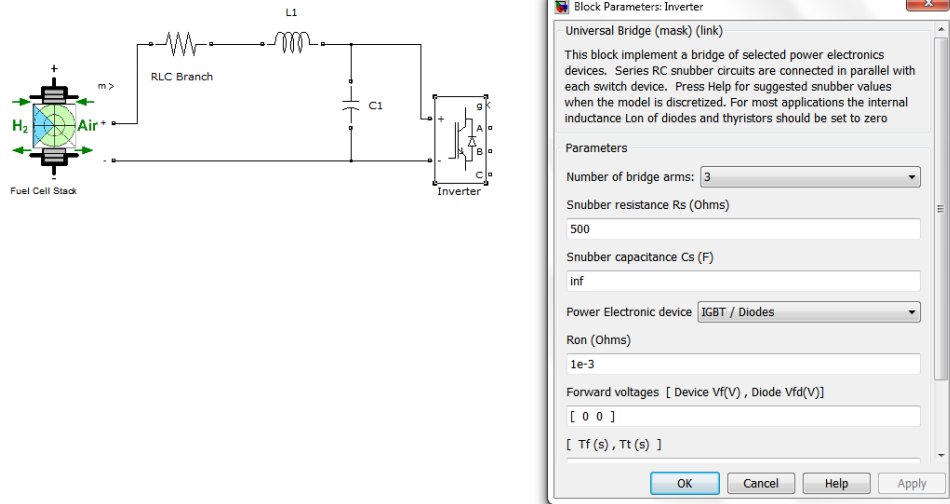 L1
RLC Branch
+
m >
H2
Air
+
-
-
Fuel Cell Stack
C1
+
g
A
B
-
C
Inverter
Block Parameters: Inverter
Universal Bridge (mask) (link)
This block implement a bridge of selected power electronics
devices. Series RC snubber circuits are connected in parallel with
each switch device. Press Help for suggested snubber values
when the model is discretized. For most applications the internal
inductance Lon of diodes and thyristors should be set to zero
Parameters
Number of bridge arms: 3
Snubber resistance Rs (Ohms)
500
Snubber capacitance Cs (F)
inf
Power Electronic device IGBT / Diodes
Ron (Ohms)
1e-3
Forward voltages [ Device Vf(V) , Diode Vfd(V)]
[ 0 0 ]
[ Tf (s) , Tt (s) ]
OK Cancel Help Apply